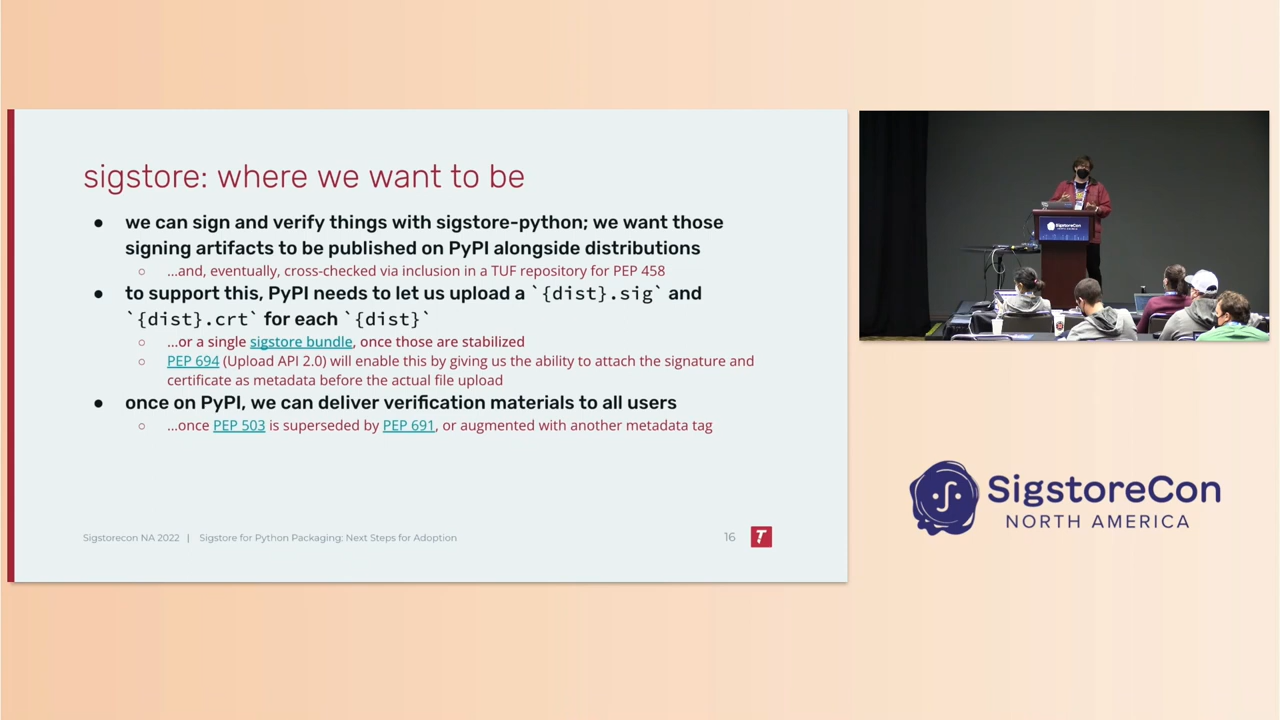 sigstore: where we want to be
● we can sign and verify things with sigstore-python; we want those
signing artifacts to be published on PyPI alongside distributions
○ ...and, eventually, cross-checked via inclusion in a TUF repository for PEP 458
● to support this, PyPI needs to let us upload a `{dist}.sig` and
`{dist}.crt` for each `{dist}`
○ ...or a single sigstore bundle, once those are stabilized
○ PEP 694 (Upload API 2.0) will enable this by giving us the ability to attach the signature and
certificate as metadata before the actual file upload
● once on PyPI, we can deliver verification materials to all users
○ ...once PEP 503 is superseded by PEP 691, or augmented with another metadata tag
Sigstorecon NA 2022 | Sigstore for Python Packaging: Next Steps for Adoption
16
SigstoreCon
NORTH AMERICA